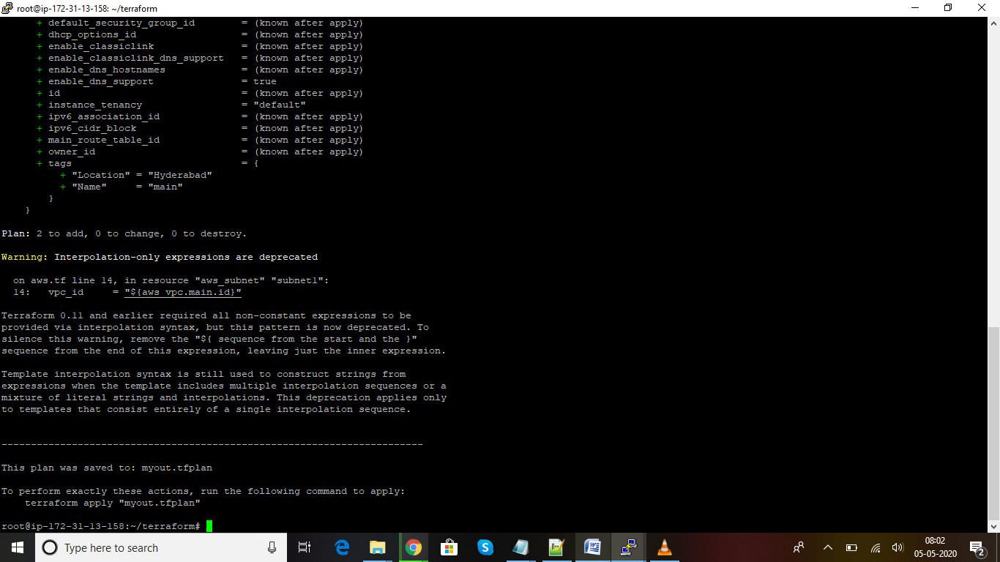 root@ip-172-31-13-158: ~/terraform
+ default_security_group_id = (known after apply)
+ dhcp_options_id = (known after apply)
+ enable_classiclink = (known after apply)
+ enable_classiclink_dns_support = (known after apply)
+ enable_dns_hostnames = (known after apply)
+ enable_dns_support = true
+ id = (known after apply)
+ instance_tenancy = "default"
+ ipv6_association_id = (known after apply)
+ ipv6_cidr_block = (known after apply)
+ main_route_table_id = (known after apply)
+ owner_id = (known after apply)
+ tags = {
+ "Location" = "Hyderabad"
+ "Name" = "main"
}
}
Plan: 2 to add, 0 to change, 0 to destroy.
Warning: Interpolation-only expressions are deprecated
on aws.tf line 14, in resource "aws_subnet" "subnet1":
14: vpc_id = "${aws_vpc.main.id}"
Terraform 0.11 and earlier required all non-constant expressions to be
provided via interpolation syntax, but this pattern is now deprecated. To
silence this warning, remove the "${ sequence from the start and the }"
sequence from the end of this expression, leaving just the inner expression.
Template interpolation syntax is still used to construct strings from
expressions when the template includes multiple interpolation sequences or a
mixture of literal strings and interpolations. This deprecation applies only
to templates that consist entirely of a single interpolation sequence.
------------------------------------------------------------------------
This plan was saved to: myout.tfplan
To perform exactly these actions, run the following command to apply:
terraform apply "myout.tfplan"
root@ip-172-31-13-158:~/terraform#
Type here to search
08:02
05-05-2020
2